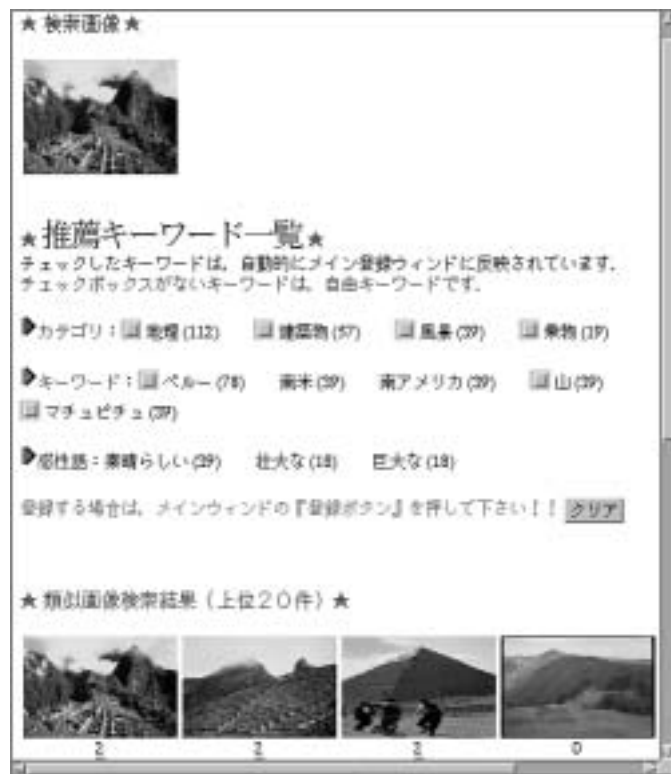 ★ 検索画像 ★
★推薦キーワード一覧★
チェックしたキーワードは、自動的にメイン登録ウィンドに反映されています．
チェックボックスがないキーワードは、自由キーワードです．
カテゴリ：地理(112) 建築物(57) 風景(39) 乗物(19)
キーワード：ペルー(78) 南米(39) 南アメリカ(39) 山(39)
マチュピチュ(39)
感性語：素晴らしい(39) 壮大な(18) 巨大な(18)
登録する場合は、メインウィンドの『登録ボタン』を押して下さい！！ クリア
★ 類似画像検索結果（上位２０件）★
2 2 2 0